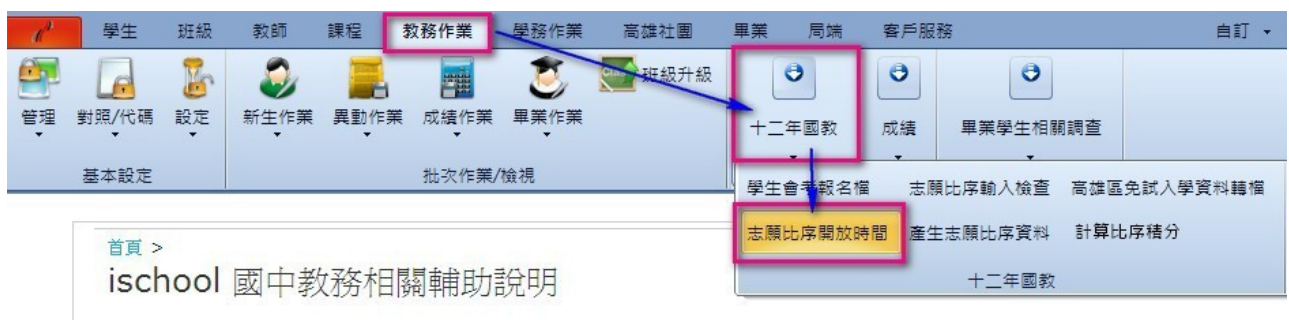 學生 班級 教師 課程 教務作業 學務作業 高雄社團 畢業 局端 客戶服務 自訂
班級升級
管理 對照/代碼 設定 新生作業 異動作業 成績作業 畢業作業 十二年國教 成績 畢業學生相關調查
基本設定 批次作業/檢視
學生會考報名檔 志願比序輸入檢查 高雄區免試入學資料轉檔
志願比序開放時間 產生志願比序資料 計算比序積分
十二年國教
首頁 >
ischool 國中教務相關輔助說明